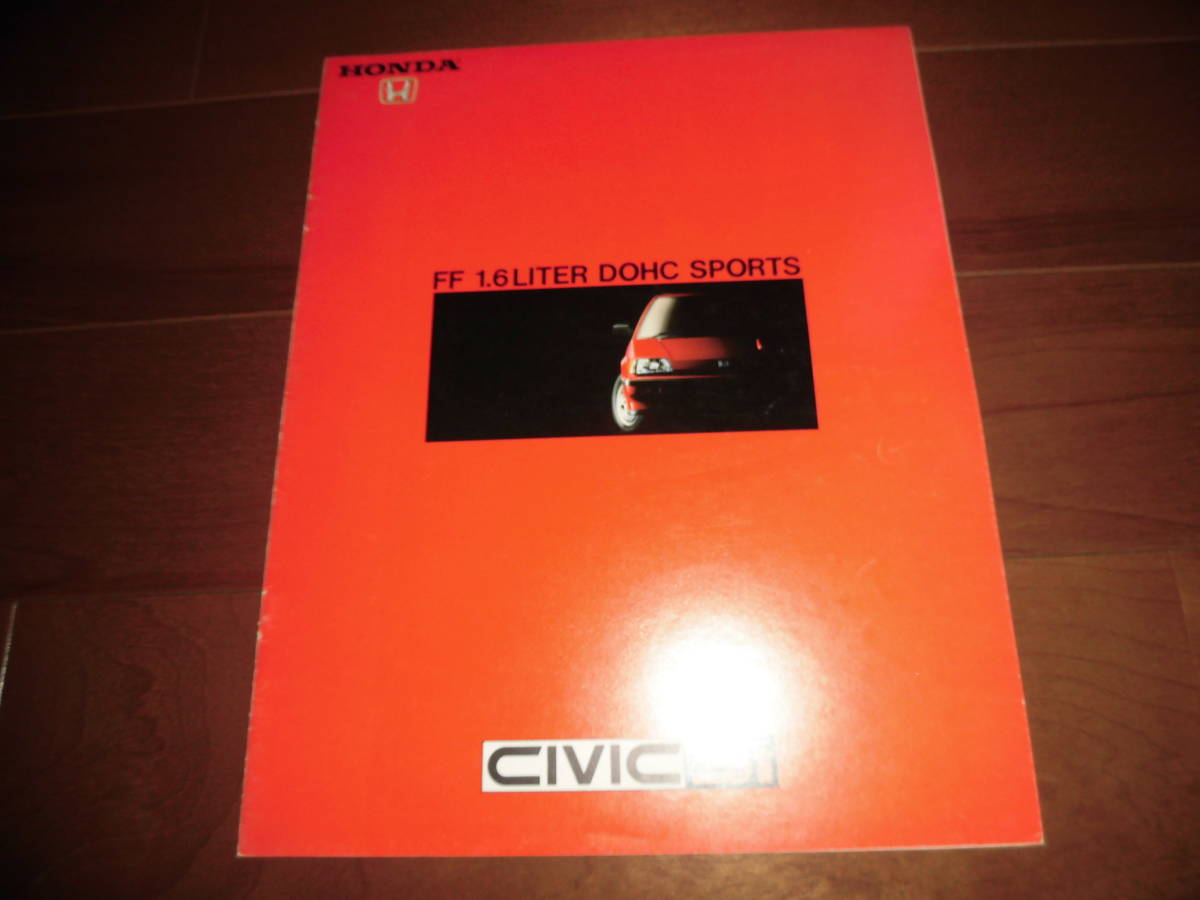 HONDA
FF 1.6 LITER DOHC SPORTS
CIVIC